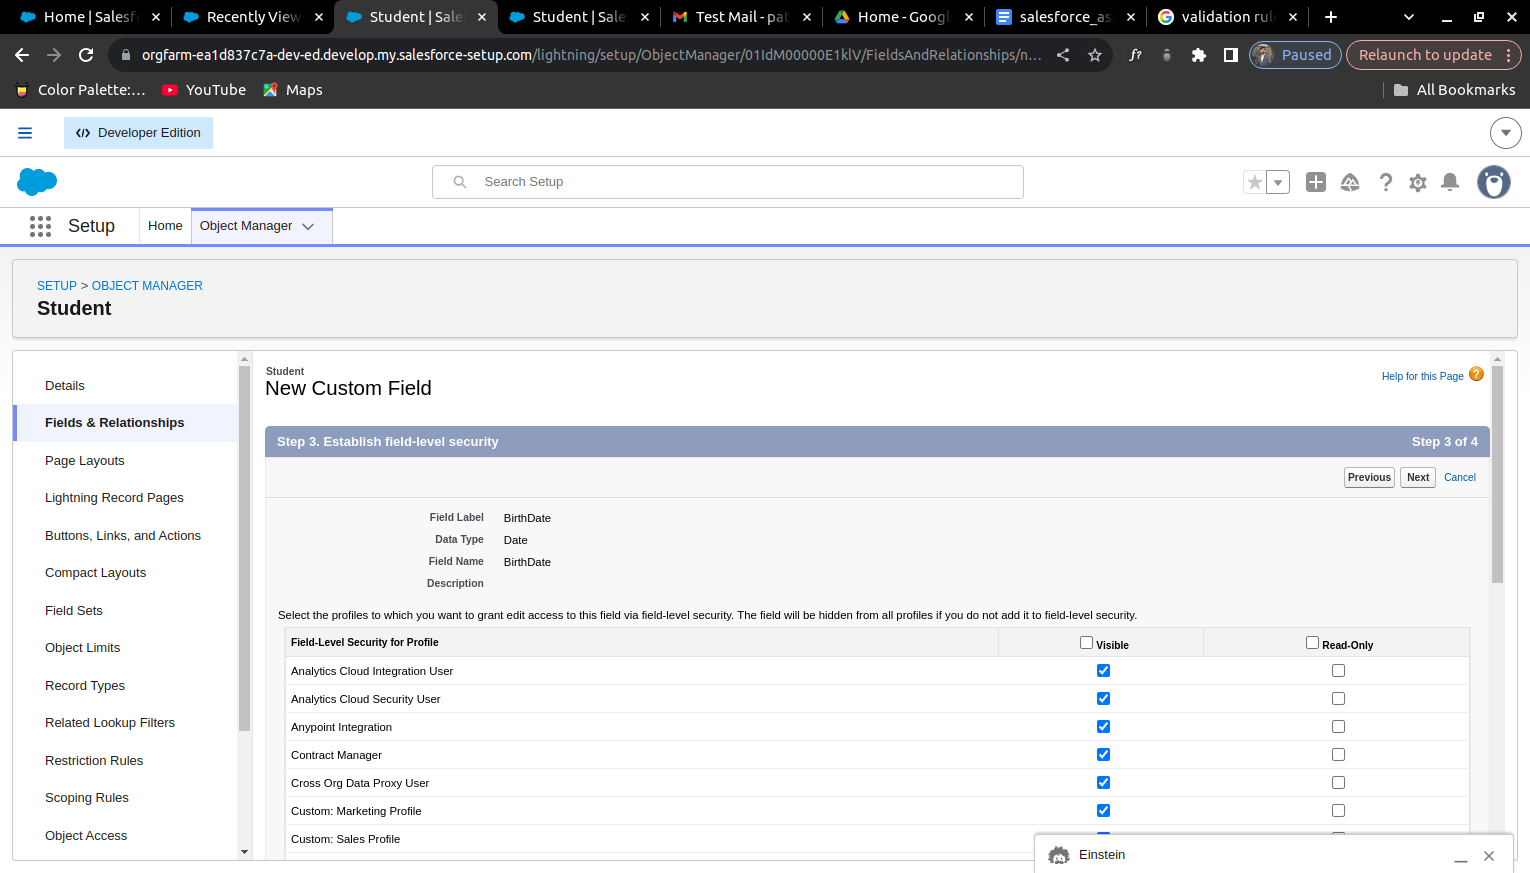 Home | Salesf
Recently View
Student | Sale
Student | Sale
Test Mail - pat
Home - Googl
salesforce_as
validation rul
orgfarm-ea1d837c7a-dev-ed.develop.my.salesforce-setup.com/lightning/setup/ObjectManager/01IdM00000E1klV/FieldsAndRelationships/n...
f?
Paused
Relaunch to update
Color Palette:...
YouTube
Maps
All Bookmarks
Developer Edition
Search Setup
Setup
Home
Object Manager
SETUP > OBJECT MANAGER
Student
Details
Fields & Relationships
Page Layouts
Lightning Record Pages
Buttons, Links, and Actions
Compact Layouts
Field Sets
Object Limits
Record Types
Related Lookup Filters
Restriction Rules
Scoping Rules
Object Access
Student
New Custom Field
Help for this Page ?
Step 3. Establish field-level security
Step 3 of 4
Previous Next Cancel
Field Label BirthDate
Data Type Date
Field Name BirthDate
Description
Select the profiles to which you want to grant edit access to this field via field-level security. The field will be hidden from all profiles if you do not add it to field-level security.
Field-Level Security for Profile Visible Read-Only
Analytics Cloud Integration User
Analytics Cloud Security User
Anypoint Integration
Contract Manager
Cross Org Data Proxy User
Custom: Marketing Profile
Custom: Sales Profile
Einstein